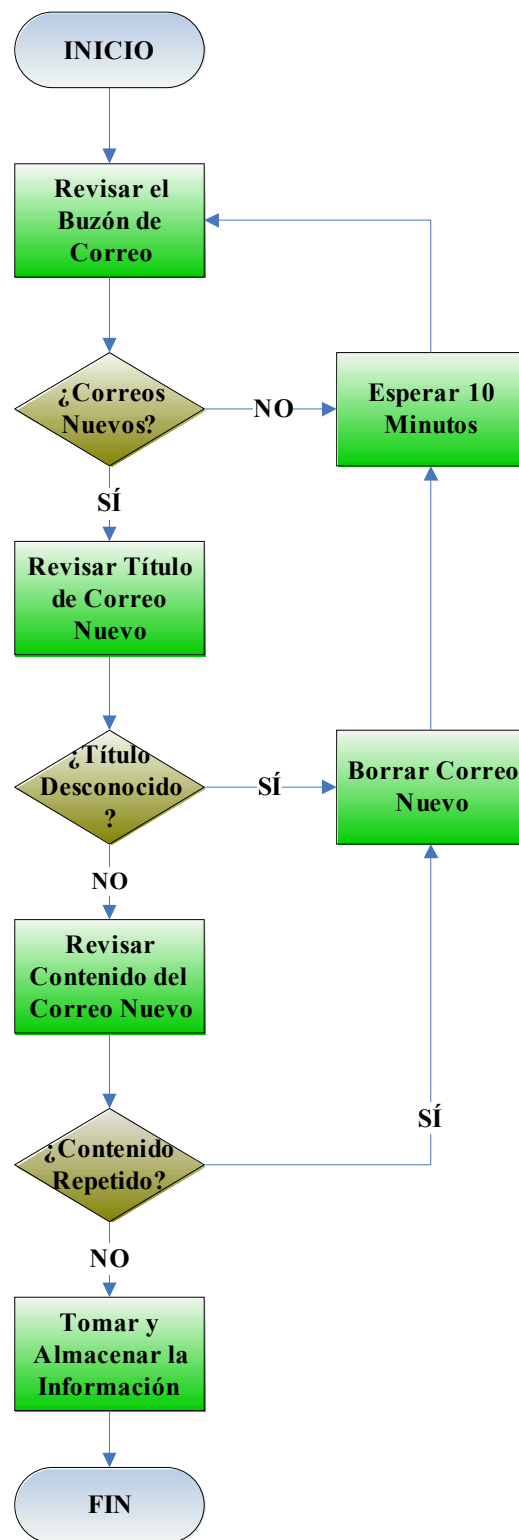 INICIO
Revisar el
Buzón de
Correo
¿Correos
Nuevos?
NO
Esperar 10
Minutos
SÍ
Revisar Título
de Correo
Nuevo
¿Título
Desconocido
?
SÍ
Borrar Correo
Nuevo
NO
Revisar
Contenido del
Correo Nuevo
¿Contenido
Repetido?
SÍ
NO
Tomar y
Almacenar la
Información
FIN